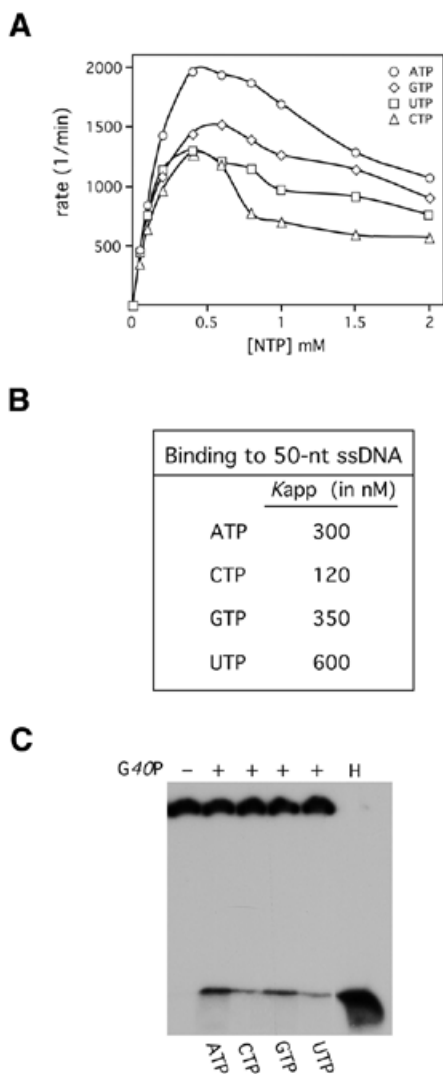 A
2000
1500
1000
500
rate (1/min)
ATP
GTP
UTP
CTP
0 0.5 1 1.5 2
[NTP] mM
B
Binding to 50-nt ssDNA
Kapp (in nM)
ATP 300
CTP 120
GTP 350
UTP 600
C
G40P – + + + + H
ATP CTP GTP UTP